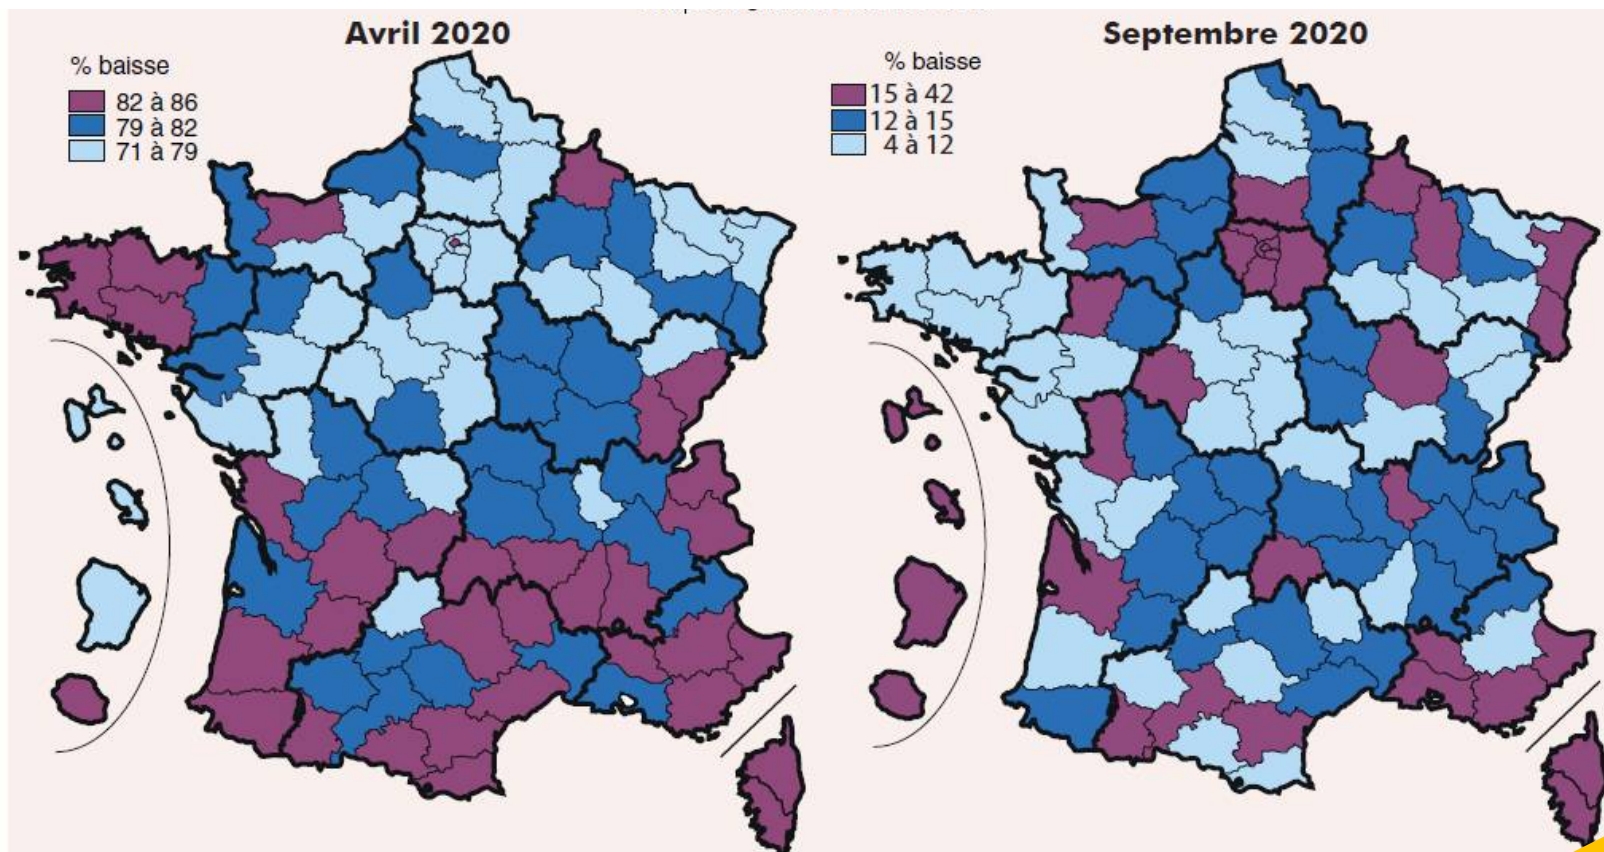 Avril 2020
% baisse
82 à 86
79 à 82
71 à 79
Septembre 2020
% baisse
15 à 42
12 à 15
4 à 12